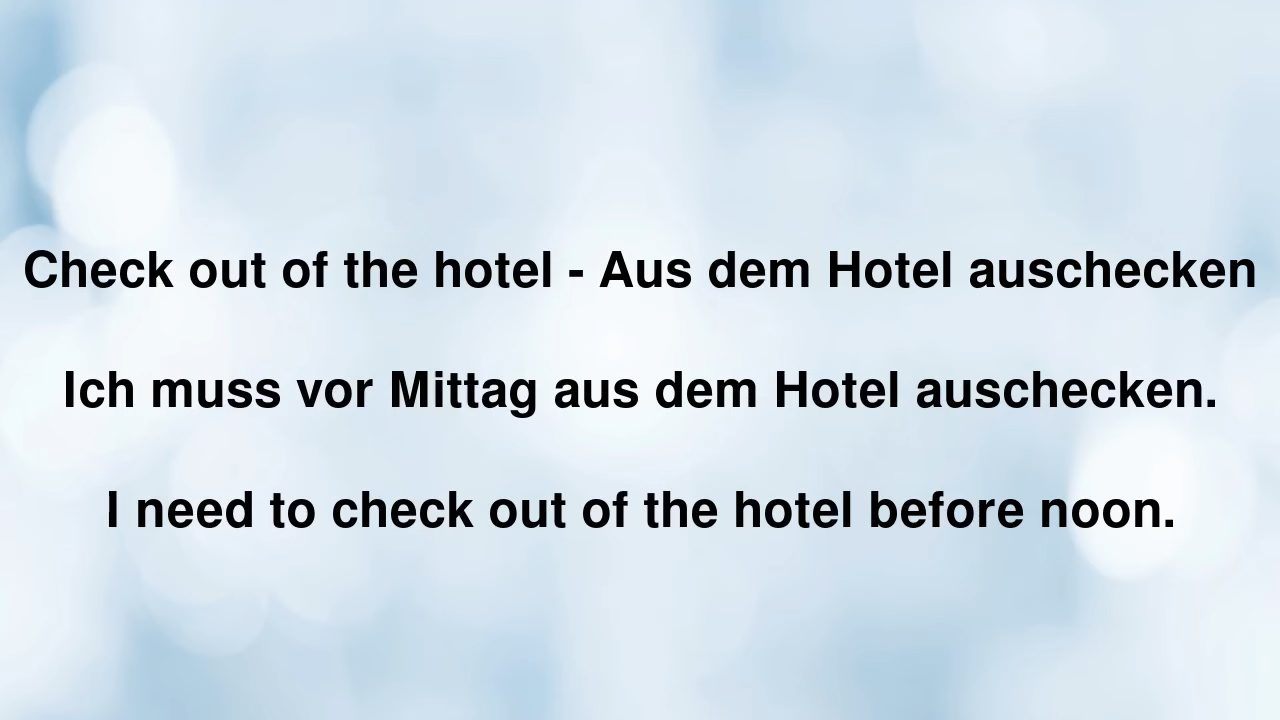 Check out of the hotel - Aus dem Hotel auschecken
Ich muss vor Mittag aus dem Hotel auschecken.
I need to check out of the hotel before noon.